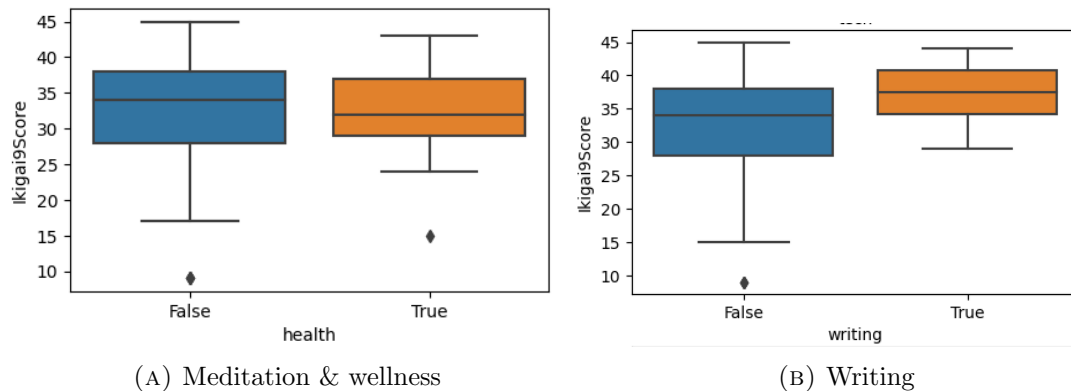 45
40
35
30
25
20
15
10
Ikigai9Score
False
True
health
(A) Meditation & wellness
45
40
35
30
25
20
15
10
Ikigai9Score
False
True
writing
(B) Writing